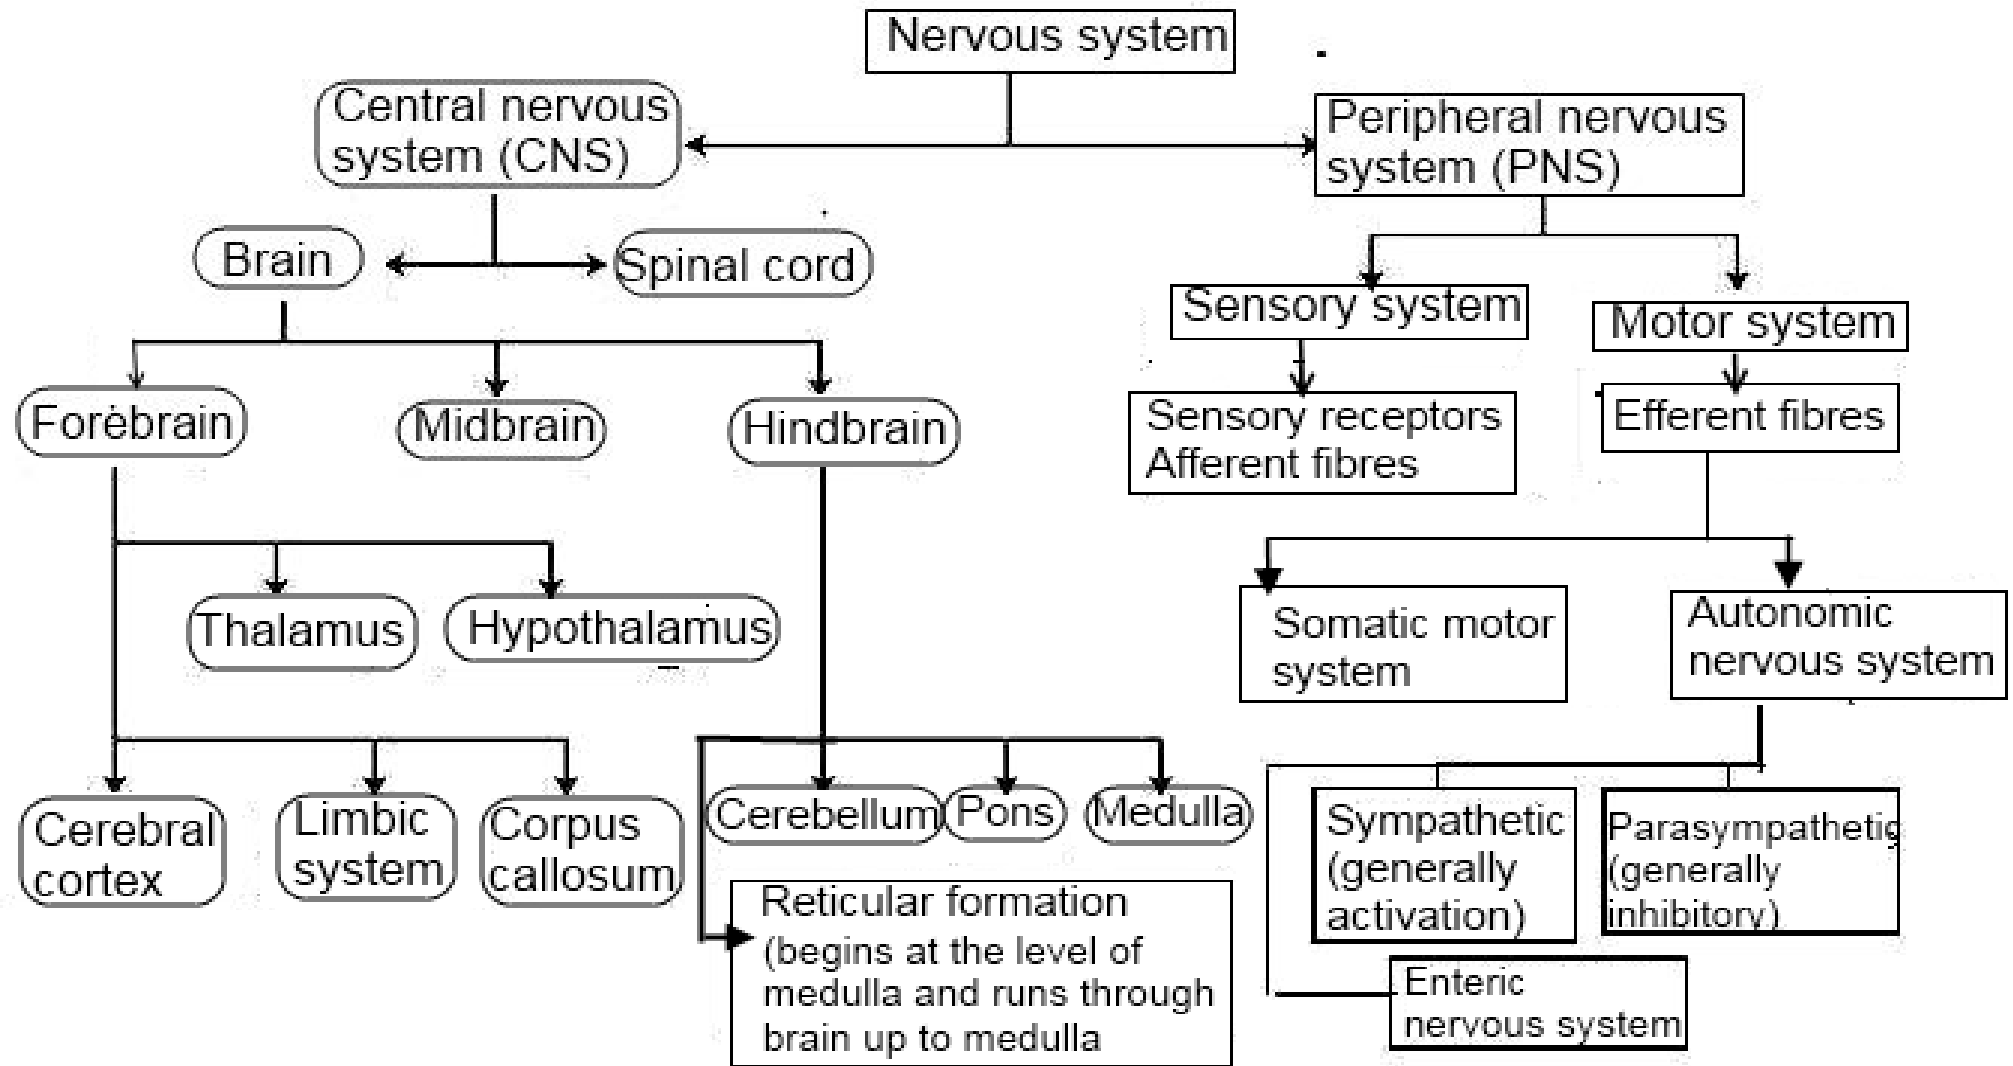 Nervous system
Central nervous
system (CNS)
Peripheral nervous
system (PNS)
Brain
Spinal cord
Sensory system
Motor system
Forebrain
Midbrain
Hindbrain
Sensory receptors
Afferent fibres
Efferent fibres
Thalamus
Hypothalamus
Somatic motor
system
Autonomic
nervous system
Cerebral
cortex
Limbic
system
Corpus
callosum
Cerebellum
Pons
Medulla
Sympathetic
(generally
activation)
Parasympathetic
(generally
inhibitory)
Reticular formation
(begins at the level of
medulla and runs through
brain up to medulla
Enteric
nervous system